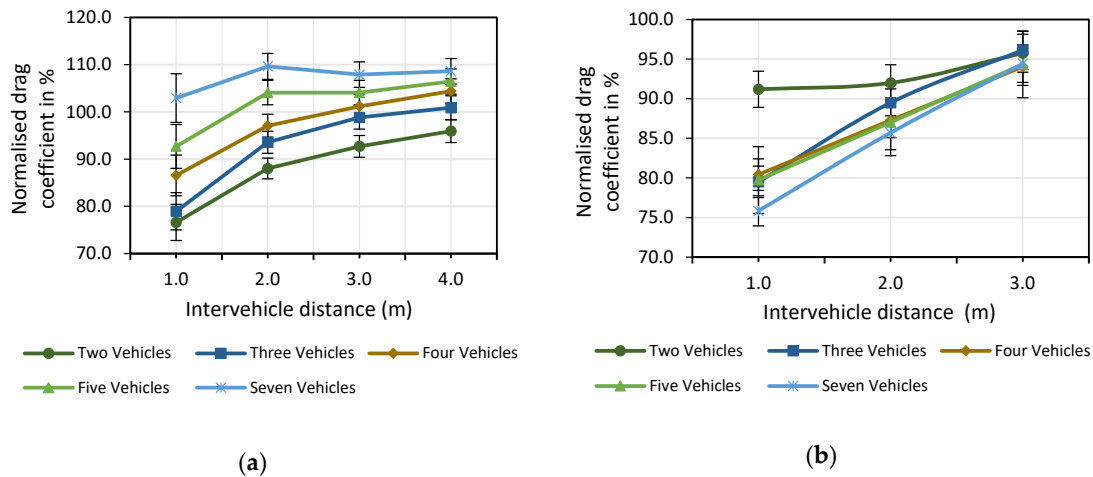 Normalised drag
coefficient in %
120.0
110.0
100.0
90.0
80.0
70.0
1.0 2.0 3.0 4.0
Intervehicle distance (m)
Two Vehicles Three Vehicles Four Vehicles
Five Vehicles Seven Vehicles
(a)
Normalised drag
coefficient in %
100.0
95.0
90.0
85.0
80.0
75.0
70.0
1.0 2.0 3.0
Intervehicle distance (m)
Two Vehicles Three Vehicles Four Vehicles
Five Vehicles Seven Vehicles
(b)